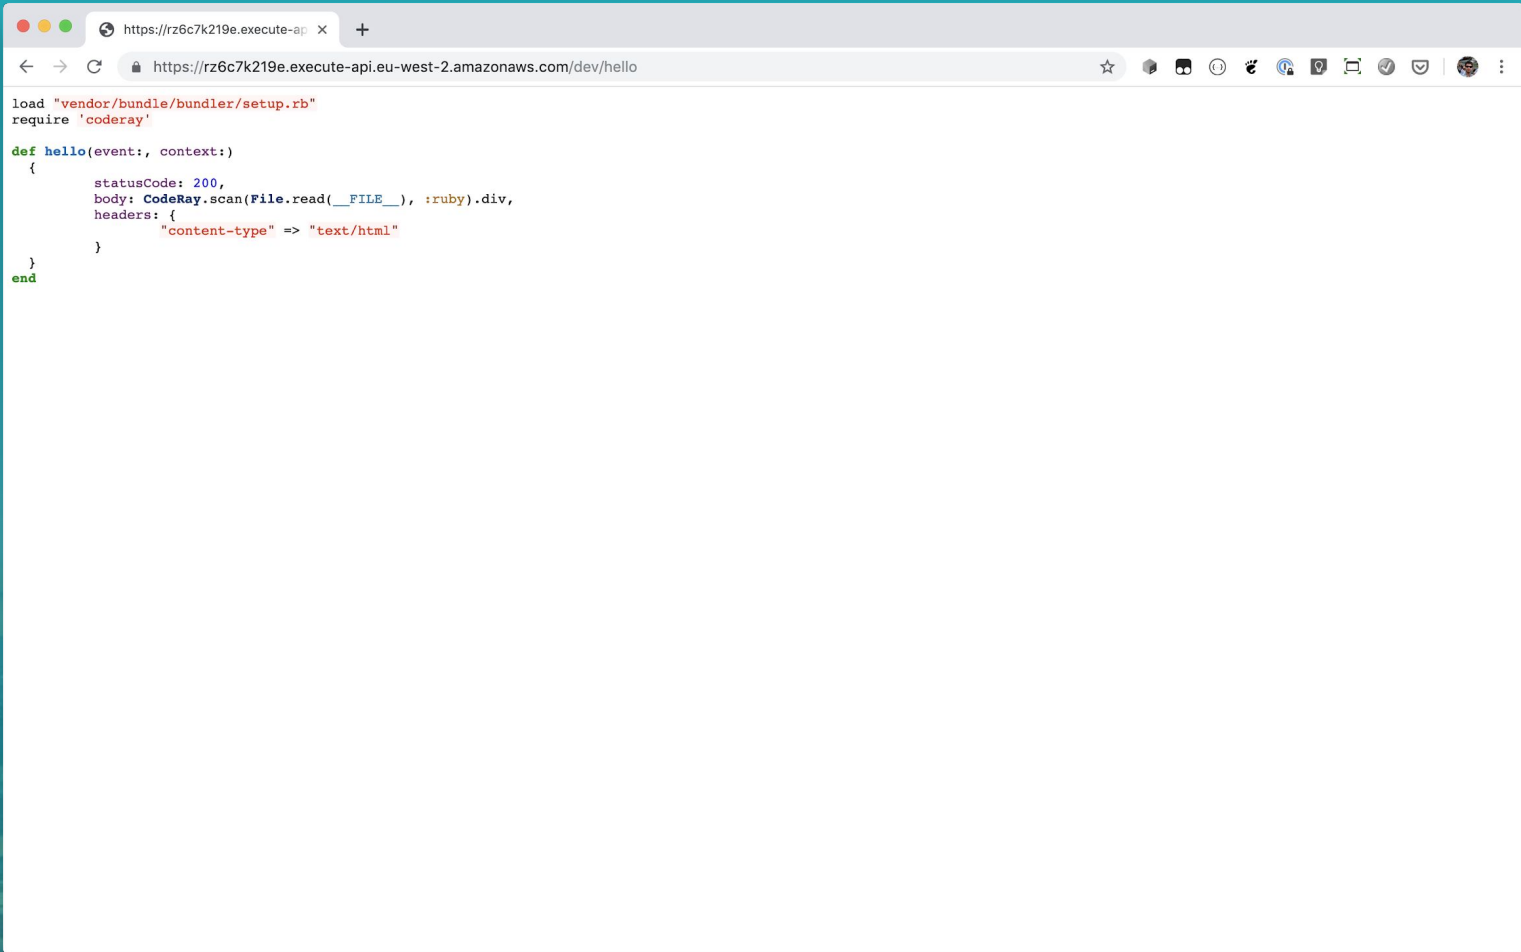 https://rz6c7k219e.execute-ap
https://rz6c7k219e.execute-api.eu-west-2.amazonaws.com/dev/hello
load "vendor/bundle/bundler/setup.rb"
require 'coderay'
def hello(event:, context:)
{
statusCode: 200,
body: CodeRay.scan(File.read(__FILE__), :ruby).div,
headers: {
"content-type" => "text/html"
}
}
end